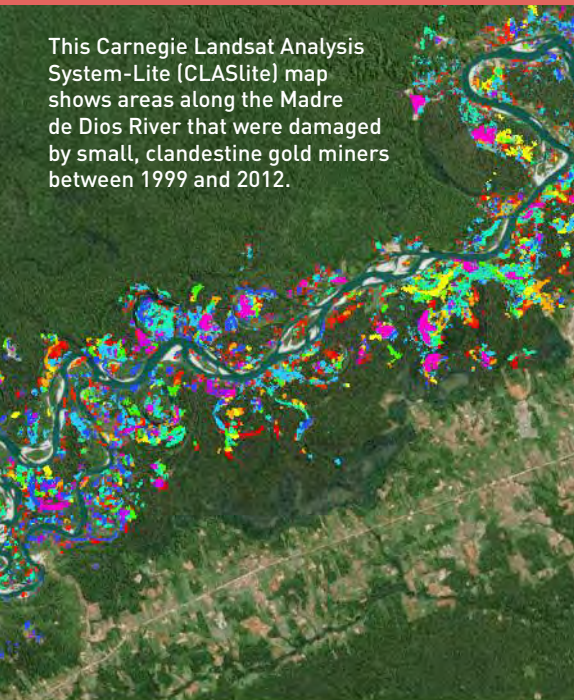 This Carnegie Landsat Analysis
System-Lite (CLASlite) map
shows areas along the Madre
de Dios River that were damaged
by small, clandestine gold miners
between 1999 and 2012.